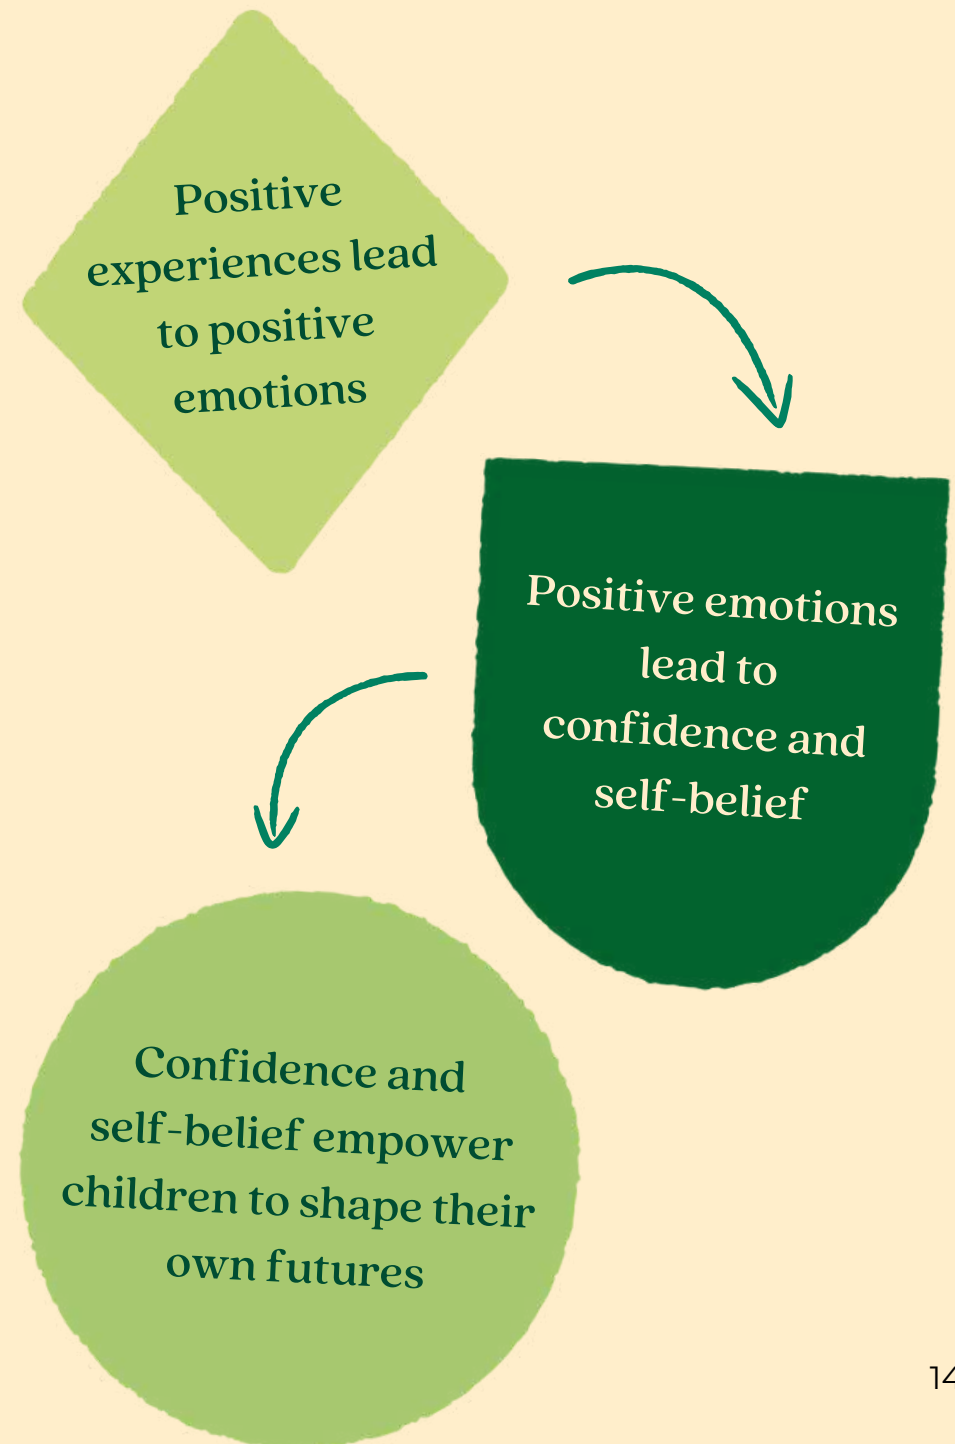 Positive
experiences lead
to positive
emotions
Positive emotions
lead to
confidence and
self-belief
Confidence and
self-belief empower
children to shape their
own futures
14